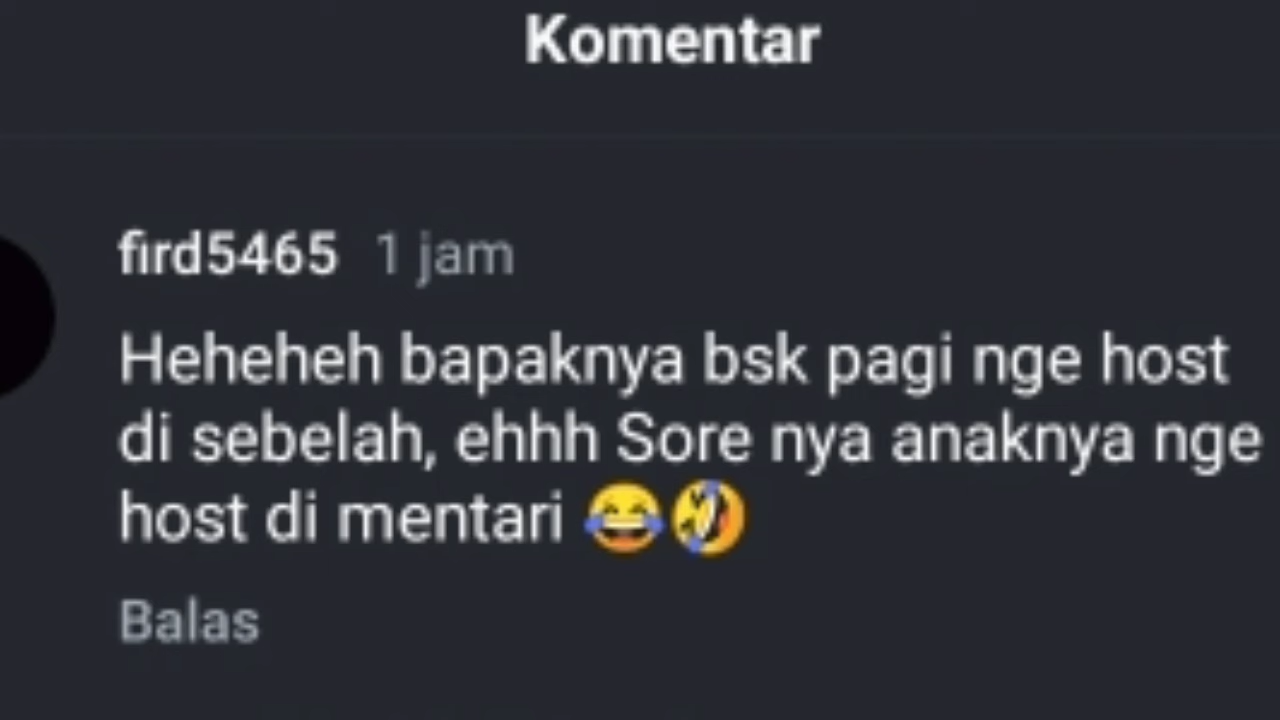 Komentar
fird5465 1 jam
Heheheh bapaknya bsk pagi nge host
di sebelah, ehhh Sore nya anaknya nge
host di mentari 😂🤣
Balas